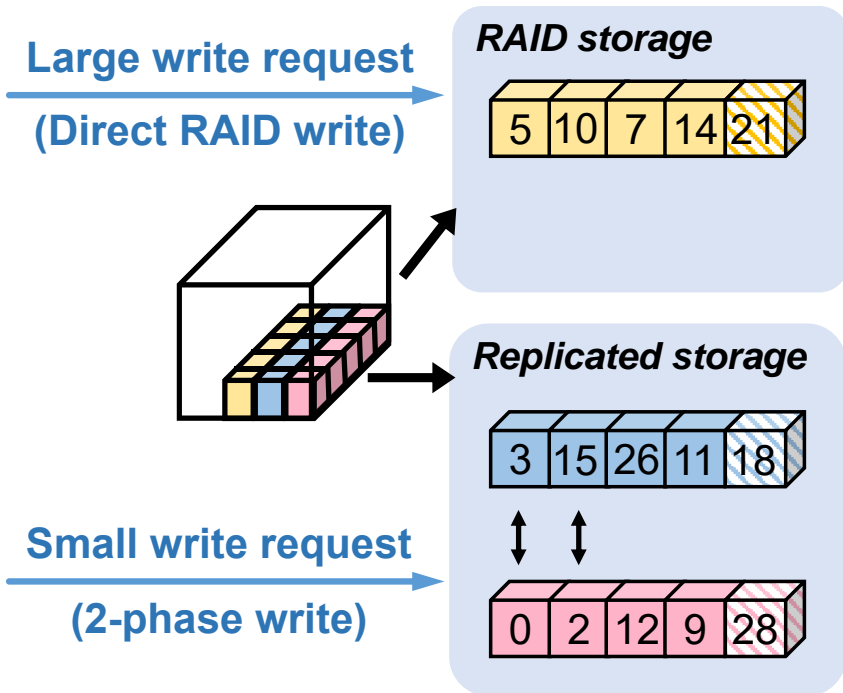 Large write request
(Direct RAID write)
RAID storage
5 10 7 14 21
Replicated storage
3 15 26 11 18
Small write request
(2-phase write)
0 2 12 9 28